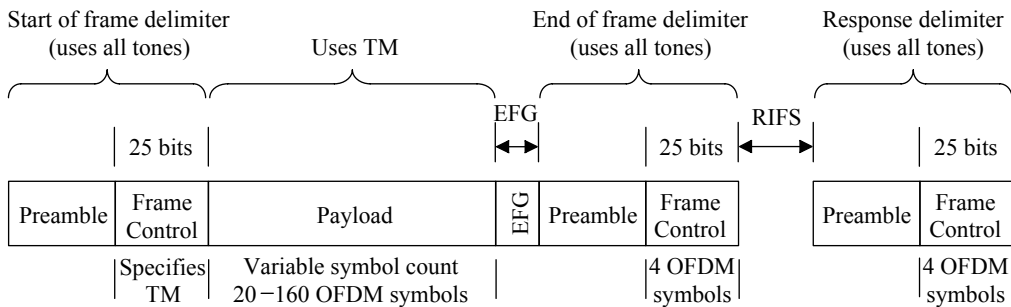 Start of frame delimiter
(uses all tones)
Uses TM
End of frame delimiter
(uses all tones)
Response delimiter
(uses all tones)
EFG
RIFS
25 bits
25 bits
25 bits
Preamble
Frame
Control
Payload
EFG
Preamble
Frame
Control
Preamble
Frame
Control
Specifies
TM
Variable symbol count
20−160 OFDM symbols
4 OFDM
symbols
4 OFDM
symbols